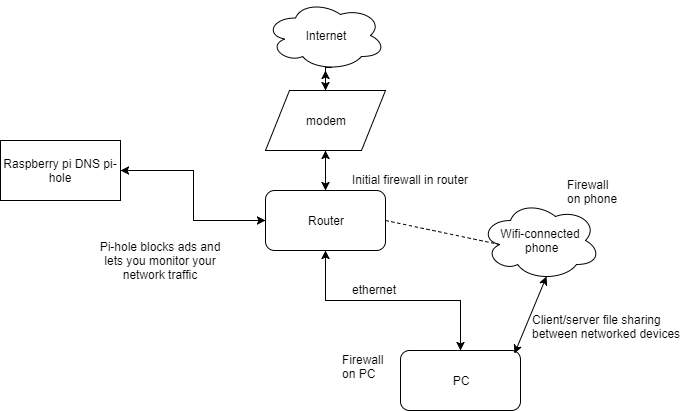 Internet
modem
Raspberry pi DNS pi-
hole
Initial firewall in router
Firewall
on phone
Router
Wifi-connected
phone
Pi-hole blocks ads and
lets you monitor your
network traffic
ethernet
Client/server file sharing
between networked devices
Firewall
on PC
PC